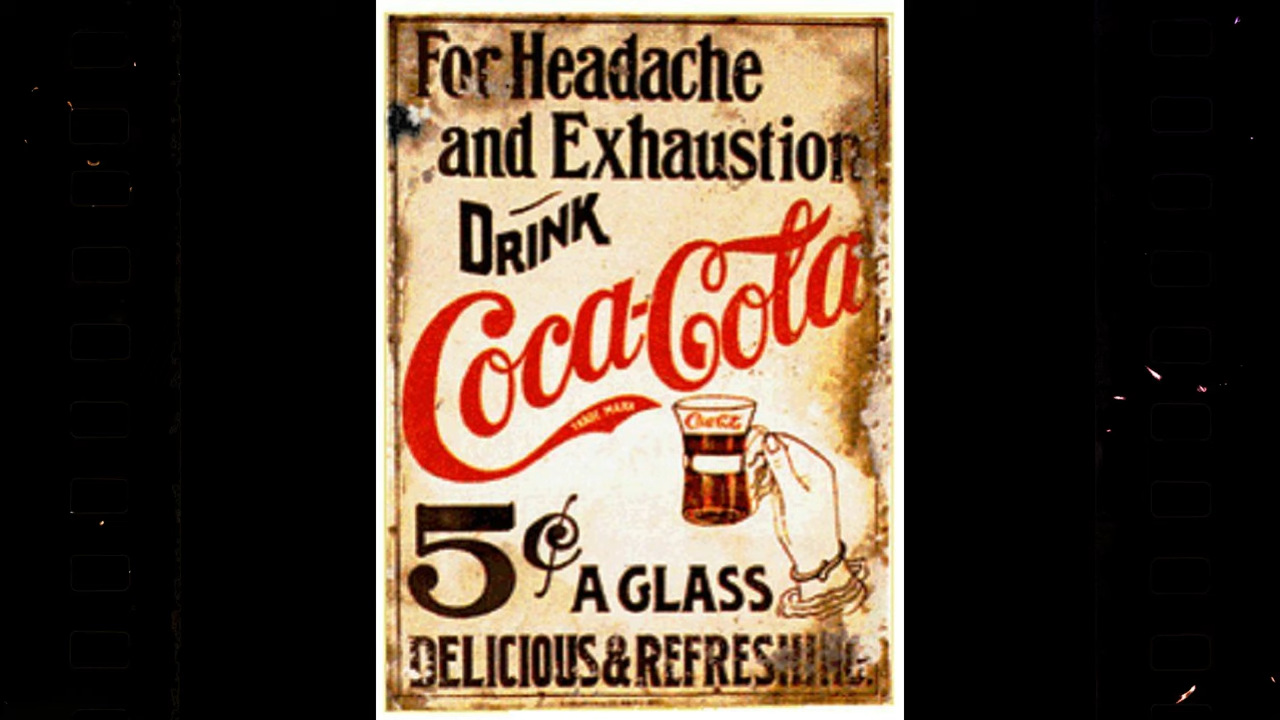 For Headache
and Exhaustion
DRINK
Coca-Cola
TRADE MARK
Coca-Cola
5¢ A GLASS
DELICIOUS & REFRESHING.